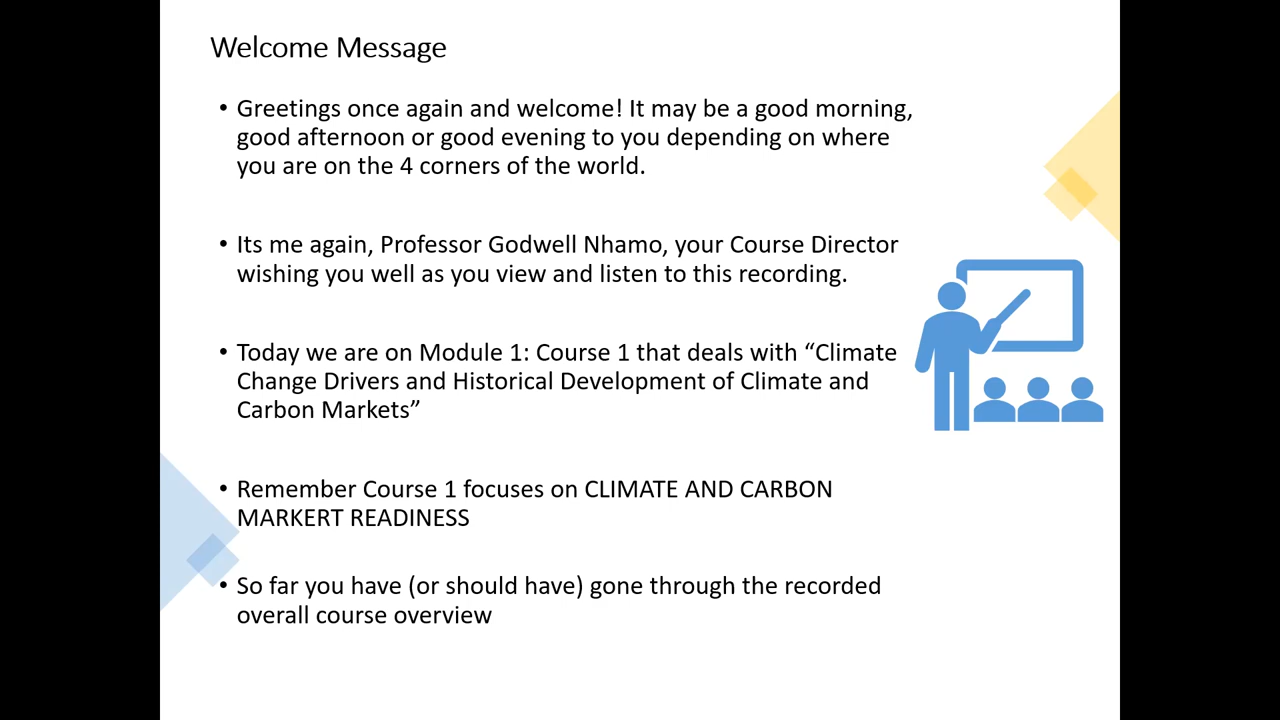 Welcome Message
• Greetings once again and welcome! It may be a good morning,
good afternoon or good evening to you depending on where
you are on the 4 corners of the world.
• Its me again, Professor Godwell Nhamo, your Course Director
wishing you well as you view and listen to this recording.
• Today we are on Module 1: Course 1 that deals with “Climate
Change Drivers and Historical Development of Climate and
Carbon Markets”
• Remember Course 1 focuses on CLIMATE AND CARBON
MARKERT READINESS
• So far you have (or should have) gone through the recorded
overall course overview